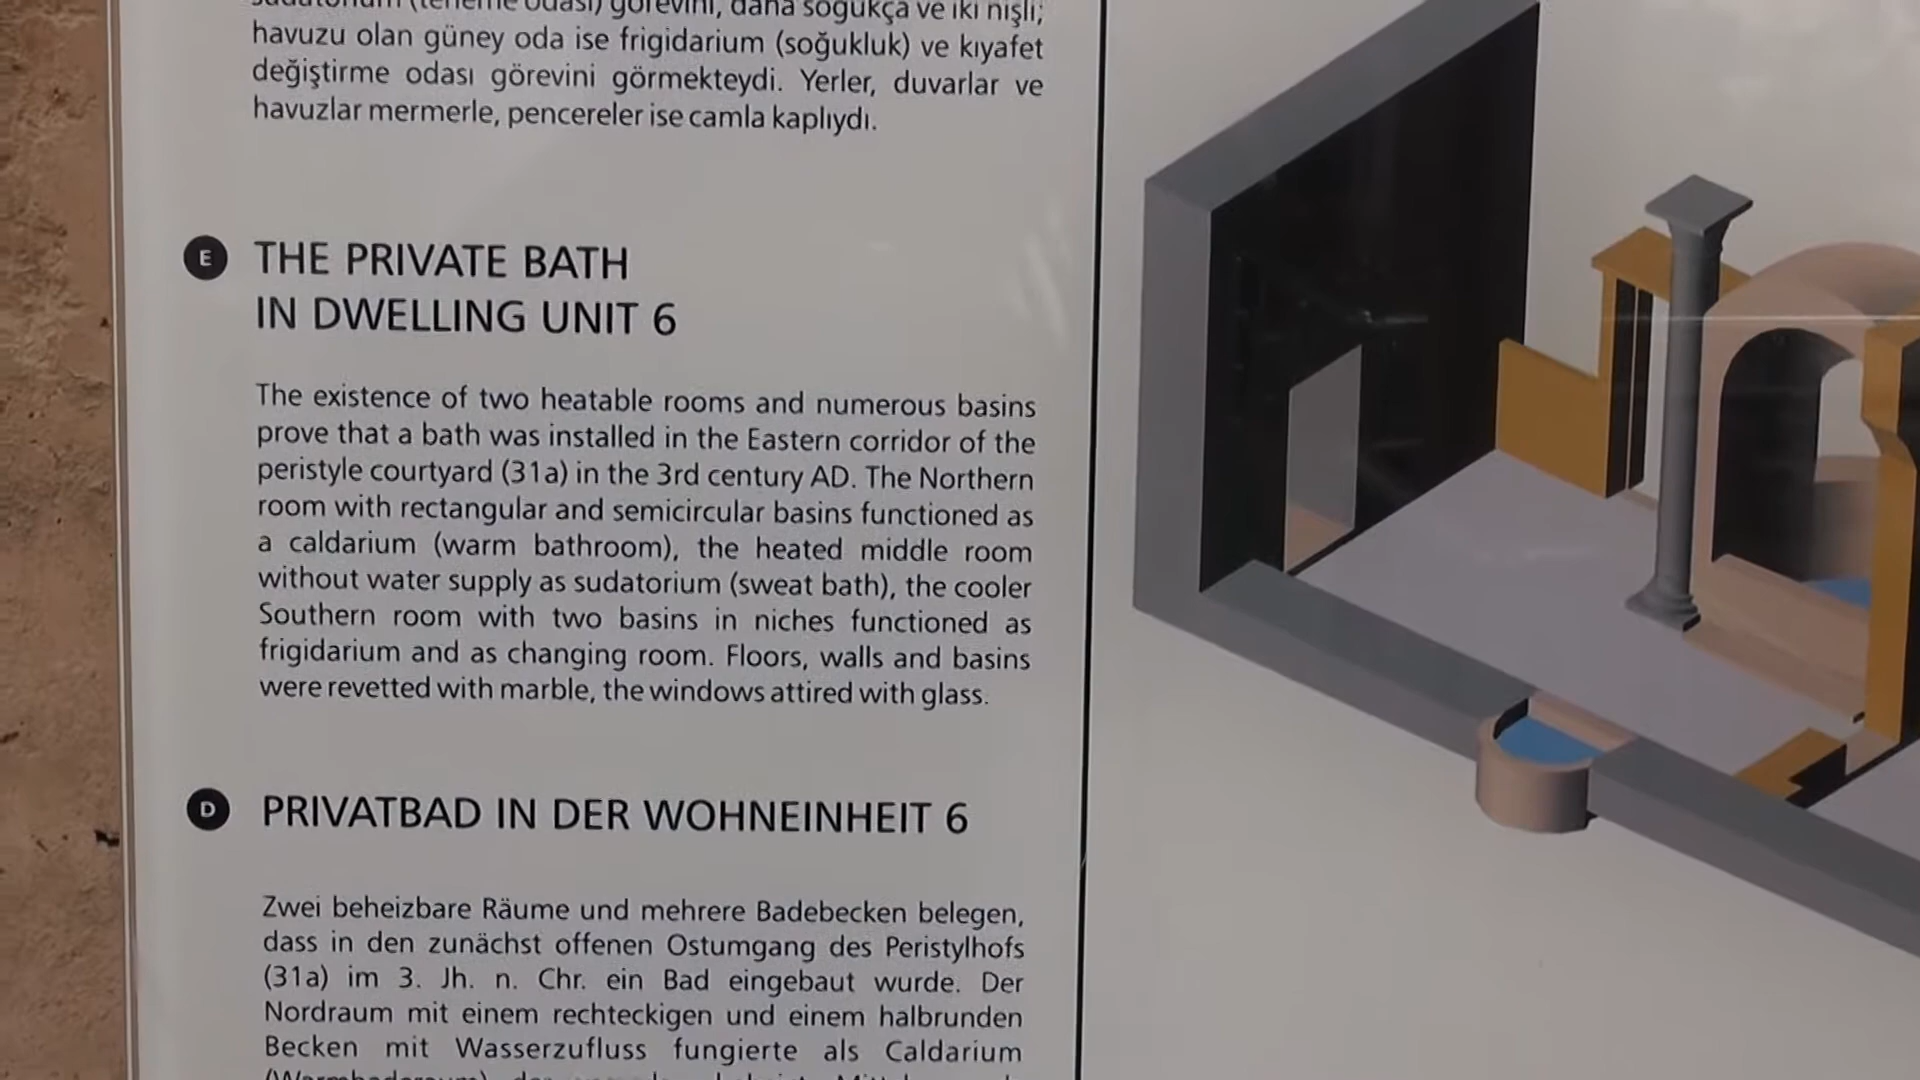 görevini, daha soğukça ve iki nişli;
havuzu olan güney oda ise frigidarium (soğukluk) ve kıyafet
değiştirme odası görevini görmekteydi. Yerler, duvarlar ve
havuzlar mermerle, pencereler ise camla kaplıydı.
E THE PRIVATE BATH
IN DWELLING UNIT 6
The existence of two heatable rooms and numerous basins
prove that a bath was installed in the Eastern corridor of the
peristyle courtyard (31a) in the 3rd century AD. The Northern
room with rectangular and semicircular basins functioned as
a caldarium (warm bathroom), the heated middle room
without water supply as sudatorium (sweat bath), the cooler
Southern room with two basins in niches functioned as
frigidarium and as changing room. Floors, walls and basins
were revetted with marble, the windows attired with glass.
D PRIVATBAD IN DER WOHNEINHEIT 6
Zwei beheizbare Räume und mehrere Badebecken belegen,
dass in den zunächst offenen Ostumgang des Peristylhofs
(31a) im 3. Jh. n. Chr. ein Bad eingebaut wurde. Der
Nordraum mit einem rechteckigen und einem halbrunden
Becken mit Wasserzufluss fungierte als Caldarium